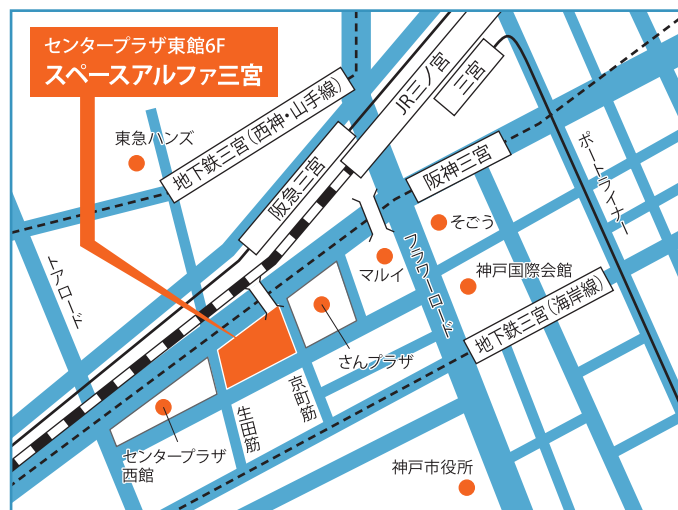 センタープラザ東館6F
スペースアルファ三宮
東急ハンズ
地下鉄三宮(西神・山手線)
JR三ノ宮
三宮
阪急三宮
阪神三宮
ポートライナー
そごう
マルイ
フラワーロード
神戸国際会館
地下鉄三宮(海岸線)
トアロード
さんプラザ
京町筋
生田筋
センタープラザ
西館
神戸市役所